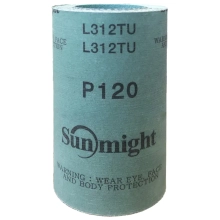 L312TU
L312TU
P120
Sunmight
WARNING : WEAR EYE, FACE
AND BODY PROTECTION